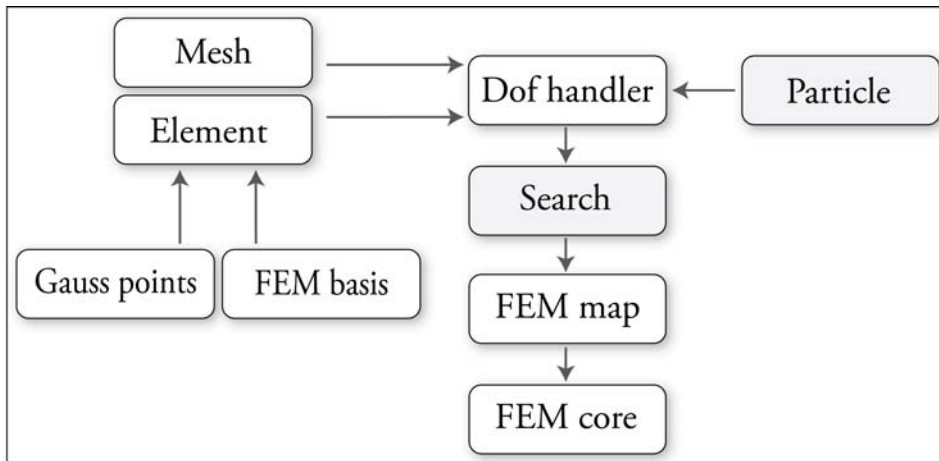 Mesh
Dof handler
Particle
Element
Search
Gauss points
FEM basis
FEM map
FEM core